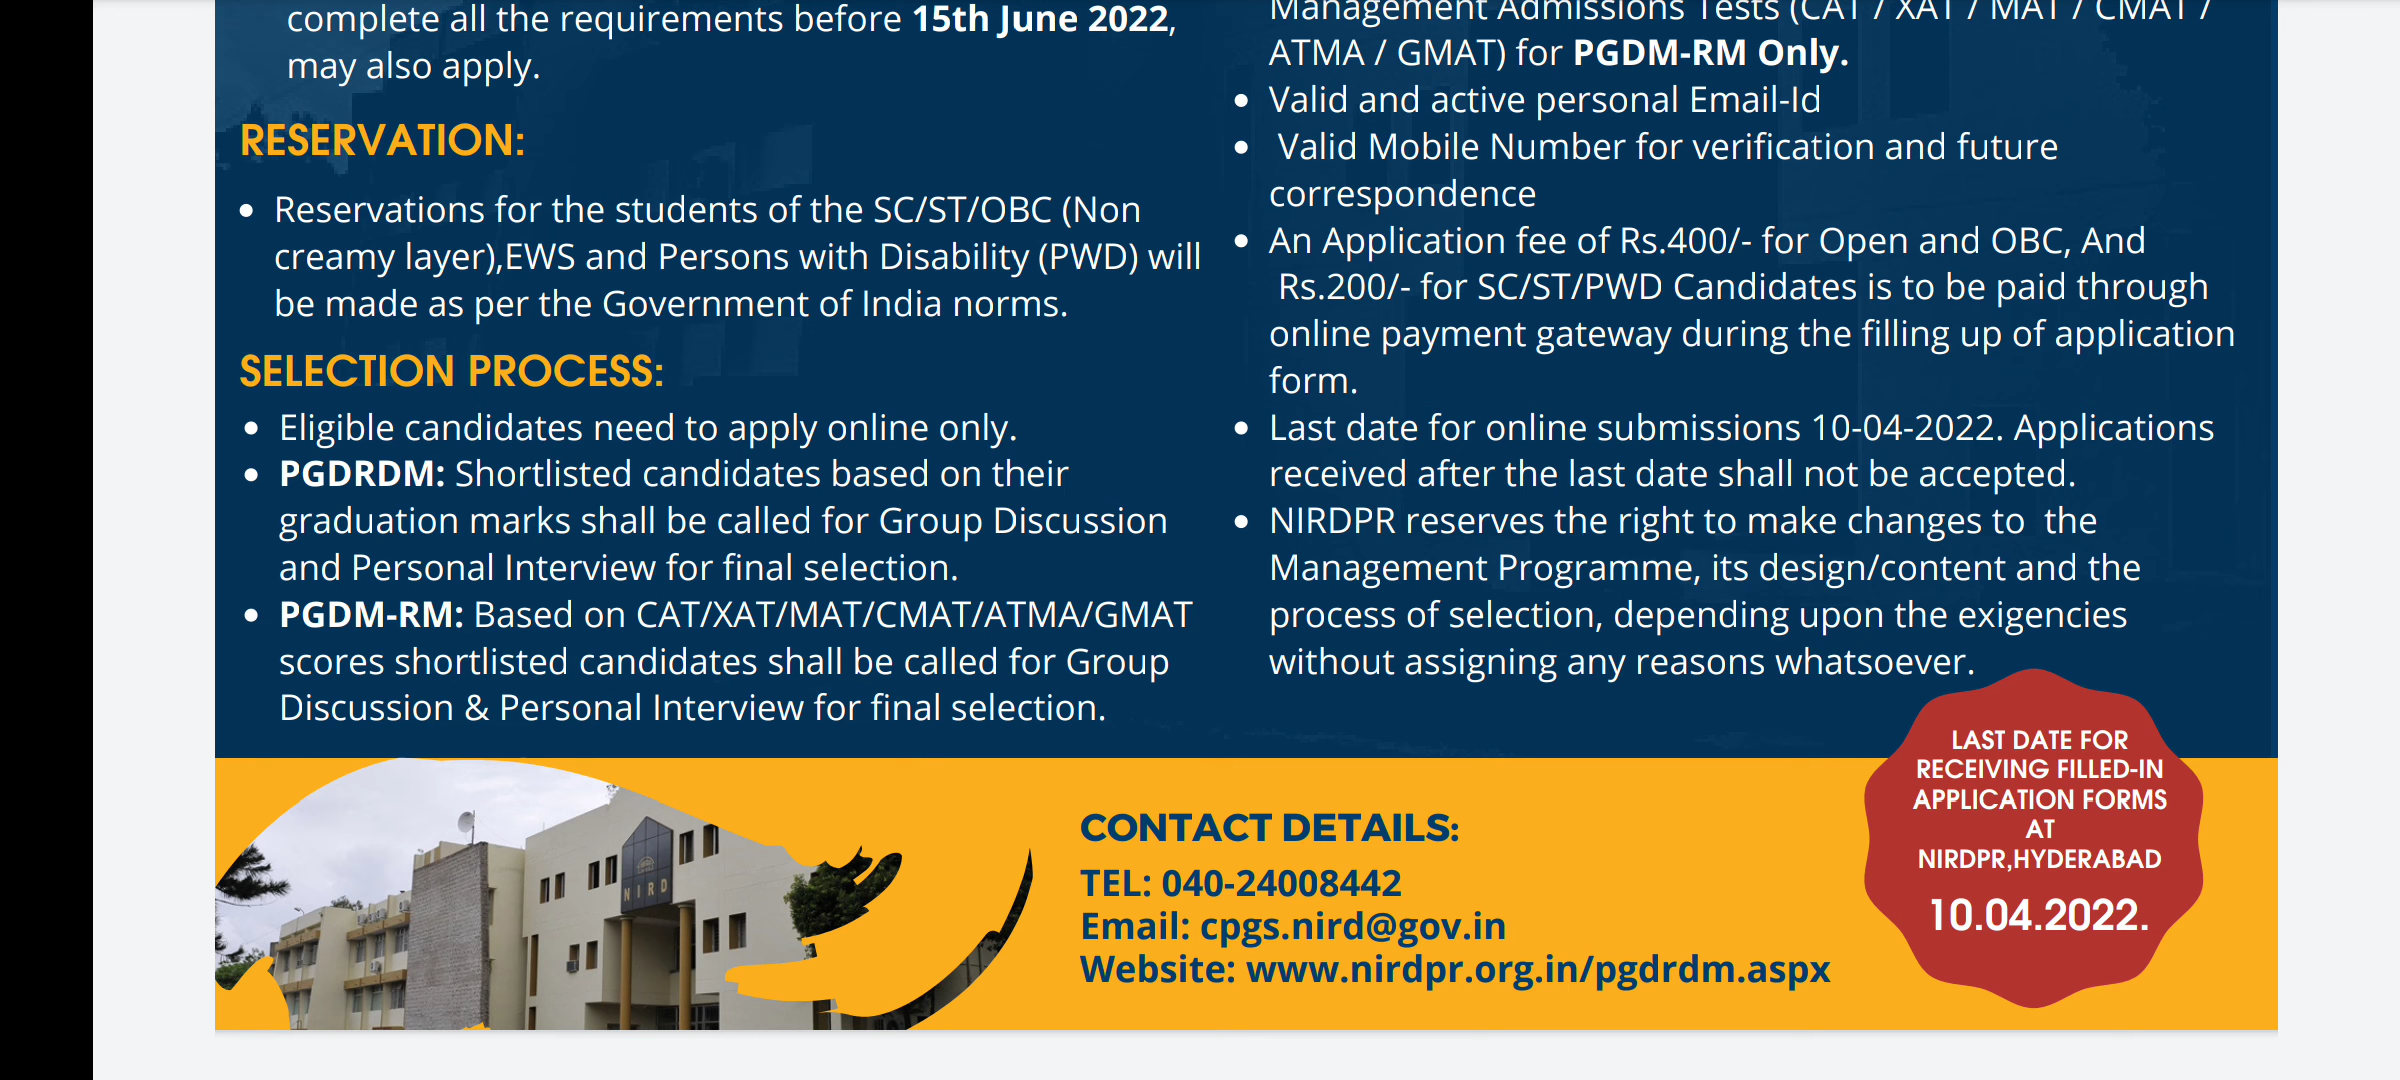 complete all the requirements before 15th June 2022,
may also apply.
RESERVATION:
• Reservations for the students of the SC/ST/OBC (Non
creamy layer),EWS and Persons with Disability (PWD) will
be made as per the Government of India norms.
SELECTION PROCESS:
• Eligible candidates need to apply online only.
• PGDRDM: Shortlisted candidates based on their
graduation marks shall be called for Group Discussion
and Personal Interview for final selection.
• PGDM-RM: Based on CAT/XAT/MAT/CMAT/ATMA/GMAT
scores shortlisted candidates shall be called for Group
Discussion & Personal Interview for final selection.
Management Admissions Tests (CAT / XAT / MAT / CMAT /
ATMA / GMAT) for PGDM-RM Only.
• Valid and active personal Email-Id
• Valid Mobile Number for verification and future
correspondence
• An Application fee of Rs.400/- for Open and OBC, And
Rs.200/- for SC/ST/PWD Candidates is to be paid through
online payment gateway during the filling up of application
form.
• Last date for online submissions 10-04-2022. Applications
received after the last date shall not be accepted.
• NIRDPR reserves the right to make changes to the
Management Programme, its design/content and the
process of selection, depending upon the exigencies
without assigning any reasons whatsoever.
NIRD
CONTACT DETAILS:
TEL: 040-24008442
Email: cpgs.nird@gov.in
Website: www.nirdpr.org.in/pgdrdm.aspx
LAST DATE FOR
RECEIVING FILLED-IN
APPLICATION FORMS
AT
NIRDPR,HYDERABAD
10.04.2022.